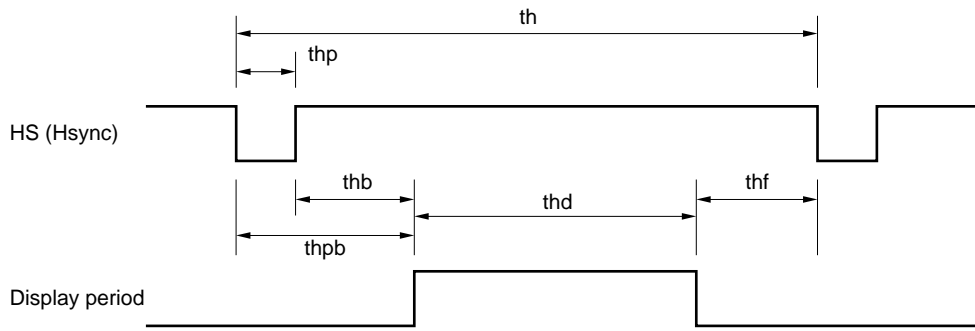 th
thp
HS (Hsync)
thb
thf
thd
thpb
Display period